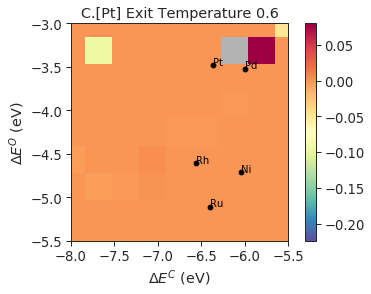 C.[Pt] Exit Temperature 0.6
−3.0
−3.5
−4.0
−4.5
−5.0
−5.5
ΔE^O (eV)
Pt
Pd
Rh
Ni
Ru
−8.0 −7.5 −7.0 −6.5 −6.0 −5.5
ΔE^C (eV)
0.05
0.00
−0.05
−0.10
−0.15
−0.20